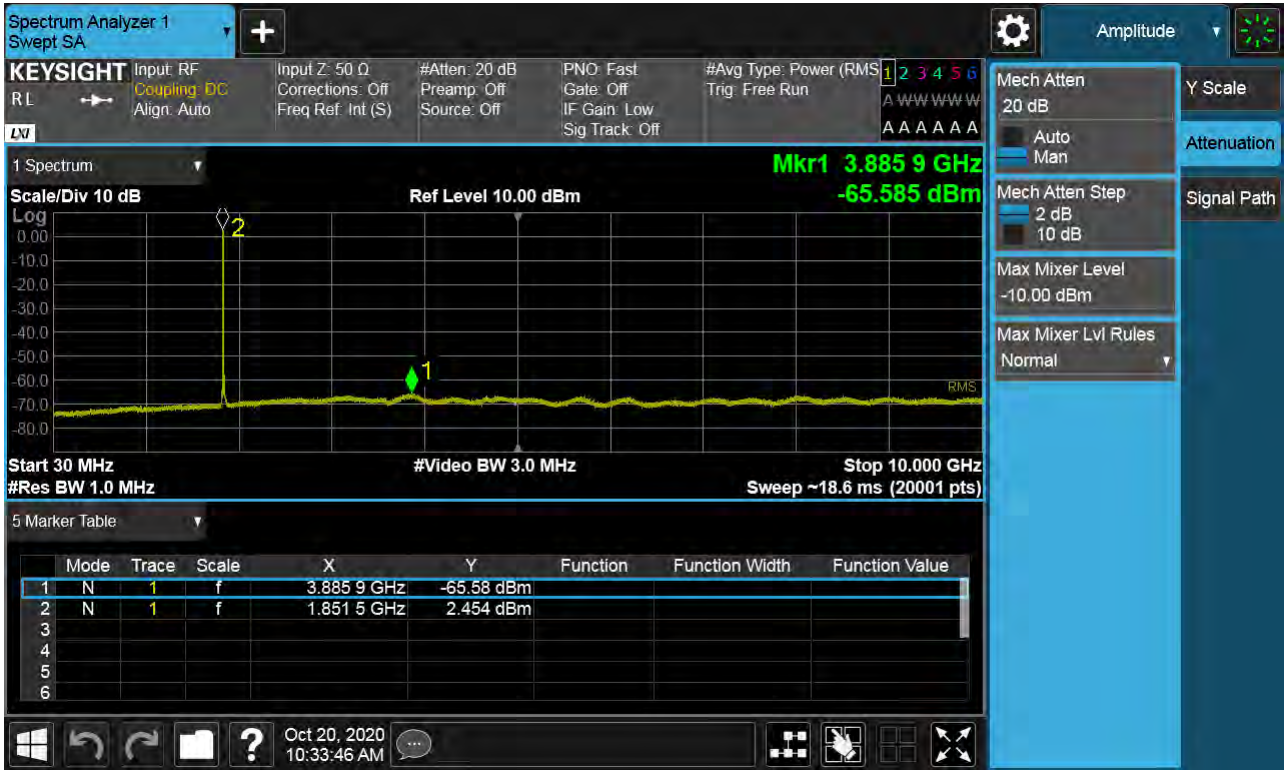 Spectrum Analyzer 1
Swept SA
+
Amplitude
KEYSIGHT
RL
LXI
Input: RF
Coupling: DC
Align: Auto
Input Z: 50 Ω
Corrections: Off
Freq Ref: Int (S)
#Atten: 20 dB
Preamp: Off
Source: Off
PNO: Fast
Gate: Off
IF Gain: Low
Sig Track: Off
#Avg Type: Power (RMS
Trig: Free Run
1 2 3 4 5 6
A W W W W W
A A A A A A
1 Spectrum
Mkr1 3.885 9 GHz
-65.585 dBm
Scale/Div 10 dB
Ref Level 10.00 dBm
Log
0.00
-10.0
-20.0
-30.0
-40.0
-50.0
-60.0
-70.0
-80.0
2
1
RMS
Start 30 MHz
#Video BW 3.0 MHz
Stop 10.000 GHz
#Res BW 1.0 MHz
Sweep ~18.6 ms (20001 pts)
5 Marker Table
Mode Trace Scale X Y Function Function Width Function Value
1 N 1 f 3.885 9 GHz -65.58 dBm
2 N 1 f 1.851 5 GHz 2.454 dBm
3
4
5
6
?
Oct 20, 2020
10:33:46 AM
Mech Atten
20 dB
Auto
Man
Mech Atten Step
2 dB
10 dB
Max Mixer Level
-10.00 dBm
Max Mixer Lvl Rules
Normal
Y Scale
Attenuation
Signal Path